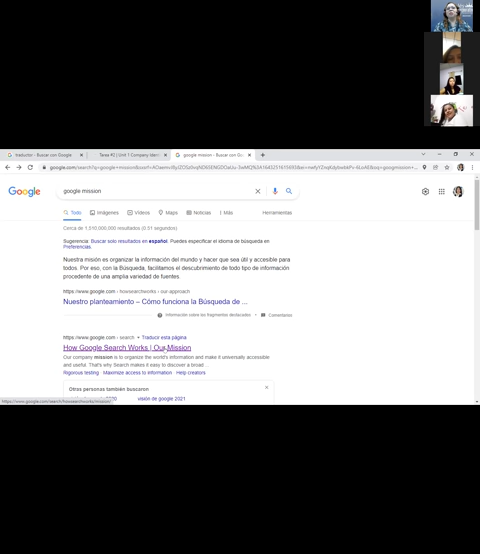 traductor - Buscar con Google
Tarea #2 | Unit 1 Company Iden
google mission - Buscar con Go
Google
google mission
Todo
Imágenes
Vídeos
Maps
Noticias
Más
Herramientas
Cerca de 1,010,000,000 resultados (0.51 segundos)
Sugerencia: Buscar solo resultados en español. Puedes especificar el idioma de búsqueda en
Preferencias.
Nuestra misión es organizar la información del mundo y hacer que sea útil y accesible para
todos. Por eso, con la Búsqueda, facilitamos el descubrimiento de todo tipo de información
procedente de una amplia variedad de fuentes.
https://www.google.com › howsearchworks › our-approach
Nuestro planteamiento – Cómo funciona la Búsqueda de ...
Información sobre los fragmentos destacados • Comentarios
https://www.google.com › search • Traducir esta página
How Google Search Works | Our Mission
Our company mission is to organize the world's information and make it universally accessible
and useful. That's why Search makes it easy to discover a broad ...
Rigorous testing · Maximize access to information · Help creators
Otras personas también buscaron
visión de google 2021
https://www.google.com/search/howsearchworks/mission/